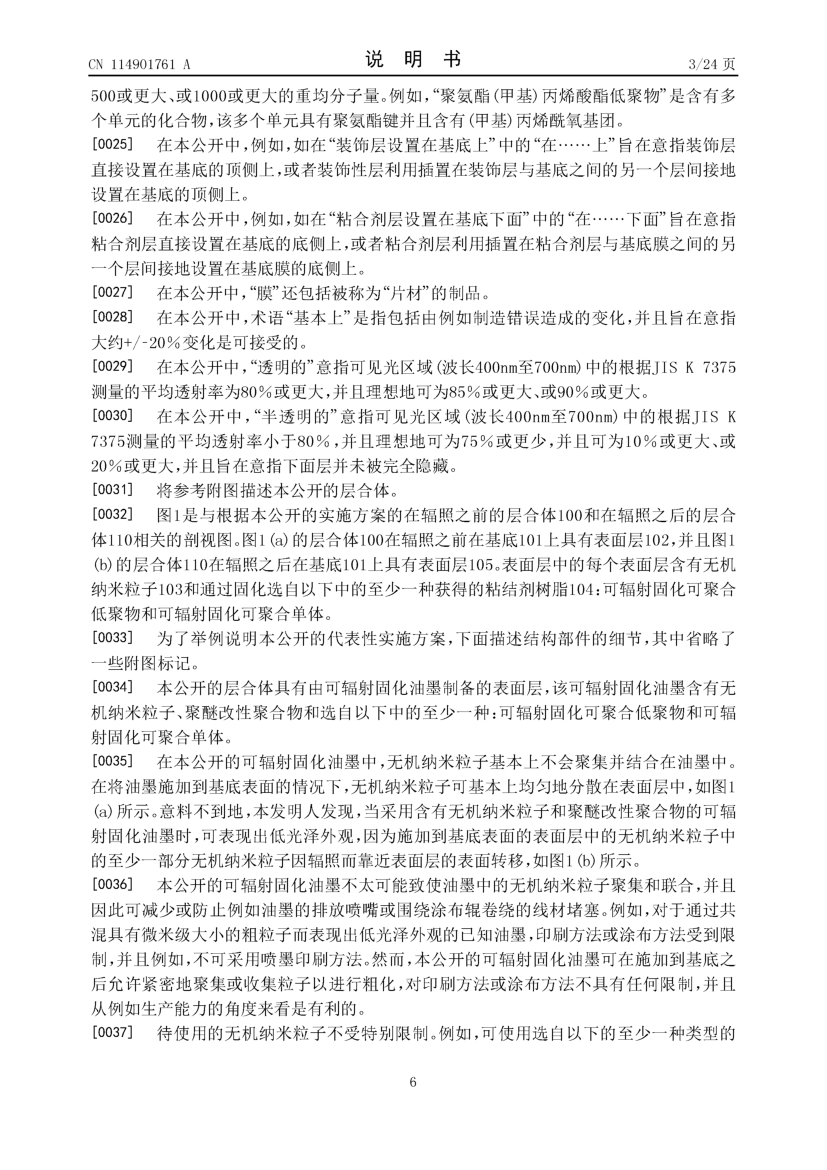 CN 114901761 A
说 明 书
3/24 页
500或更大、或1000或更大的重均分子量。例如,“聚氨酯(甲基)丙烯酸酯低聚物”是含有多
个单元的化合物,该多个单元具有聚氨酯键并且含有(甲基)丙烯酰氧基团。
[0025] 在本公开中,例如,如在“装饰层设置在基底上”中的“在……上”旨在意指装饰层
直接设置在基底的顶侧上,或者装饰性层利用插置在装饰层与基底之间的另一个层间接地
设置在基底的顶侧上。
[0026] 在本公开中,例如,如在“粘合剂层设置在基底下面”中的“在……下面”旨在意指
粘合剂层直接设置在基底的底侧上,或者粘合剂层利用插置在粘合剂层与基底膜之间的另
一个层间接地设置在基底膜的底侧上。
[0027] 在本公开中,“膜”还包括被称为“片材”的制品。
[0028] 在本公开中,术语“基本上”是指包括由例如制造错误造成的变化,并且旨在意指
大约+/-20%变化是可接受的。
[0029] 在本公开中,“透明的”意指可见光区域(波长400nm至700nm)中的根据JIS K 7375
测量的平均透射率为80%或更大,并且理想地可为85%或更大、或90%或更大。
[0030] 在本公开中,“半透明的”意指可见光区域(波长400nm至700nm)中的根据JIS K
7375测量的平均透射率小于80%,并且理想地可为75%或更少,并且可为10%或更大、或
20%或更大,并且旨在意指下面层并未被完全隐藏。
[0031] 将参考附图描述本公开的层合体。
[0032] 图1是与根据本公开的实施方案的在辐照之前的层合体100和在辐照之后的层合
体110相关的剖视图。图1(a)的层合体100在辐照之前在基底101上具有表面层102,并且图1
(b)的层合体110在辐照之后在基底101上具有表面层105。表面层中的每个表面层含有无机
纳米粒子103和通过固化选自以下中的至少一种获得的粘结剂树脂104:可辐射固化可聚合
低聚物和可辐射固化可聚合单体。
[0033] 为了举例说明本公开的代表性实施方案,下面描述结构部件的细节,其中省略了
一些附图标记。
[0034] 本公开的层合体具有由可辐射固化油墨制备的表面层,该可辐射固化油墨含有无
机纳米粒子、聚醚改性聚合物和选自以下中的至少一种:可辐射固化可聚合低聚物和可辐
射固化可聚合单体。
[0035] 在本公开的可辐射固化油墨中,无机纳米粒子基本上不会聚集并结合在油墨中。
在将油墨施加到基底表面的情况下,无机纳米粒子可基本上均匀地分散在表面层中,如图1
(a)所示。意料不到地,本发明人发现,当采用含有无机纳米粒子和聚醚改性聚合物的可辐
射固化油墨时,可表现出低光泽外观,因为施加到基底表面的表面层中的无机纳米粒子中
的至少一部分无机纳米粒子因辐照而靠近表面层的表面转移,如图1(b)所示。
[0036] 本公开的可辐射固化油墨不太可能致使油墨中的无机纳米粒子聚集和联合,并且
因此可减少或防止例如油墨的排放喷嘴或围绕涂布辊卷绕的线材堵塞。例如,对于通过共
混具有微米级大小的粗粒子而表现出低光泽外观的已知油墨,印刷方法或涂布方法受到限
制,并且例如,不可采用喷墨印刷方法。然而,本公开的可辐射固化油墨可在施加到基底之
后允许紧密地聚集或收集粒子以进行粗化,对印刷方法或涂布方法不具有任何限制,并且
从例如生产能力的角度来看是有利的。
[0037] 待使用的无机纳米粒子不受特别限制。例如,可使用选自以下的至少一种类型的
6